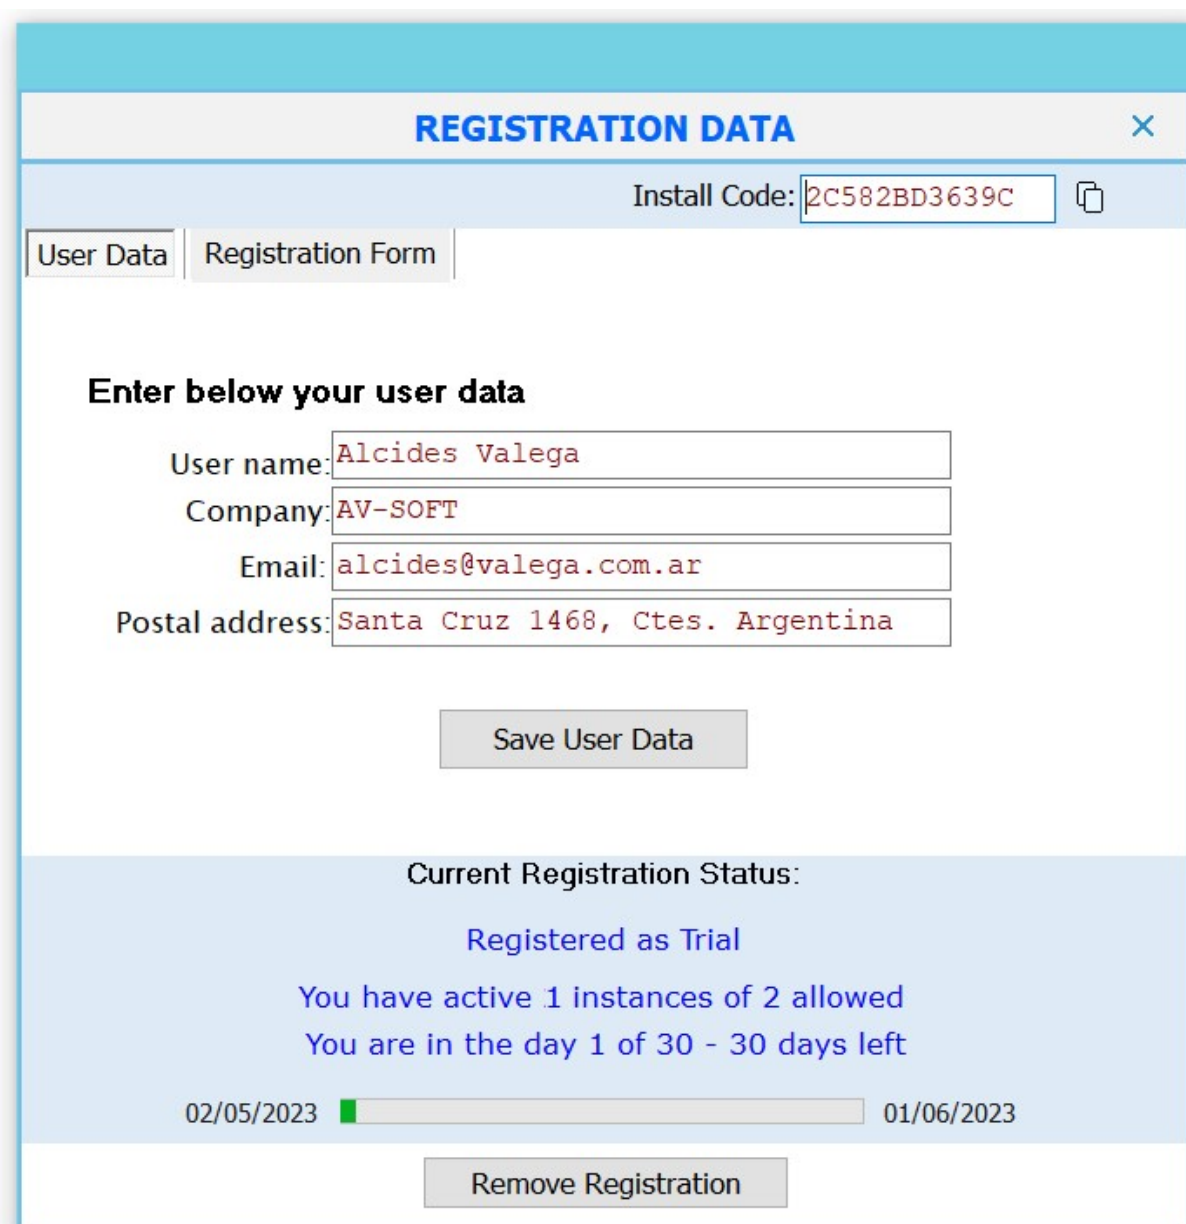 REGISTRATION DATA
Install Code: 2C582BD3639C
User Data Registration Form
Enter below your user data
User name: Alcides Valega
Company: AV-SOFT
Email: alcides@valega.com.ar
Postal address: Santa Cruz 1468, Ctes. Argentina
Save User Data
Current Registration Status:
Registered as Trial
You have active 1 instances of 2 allowed
You are in the day 1 of 30 - 30 days left
02/05/2023 01/06/2023
Remove Registration